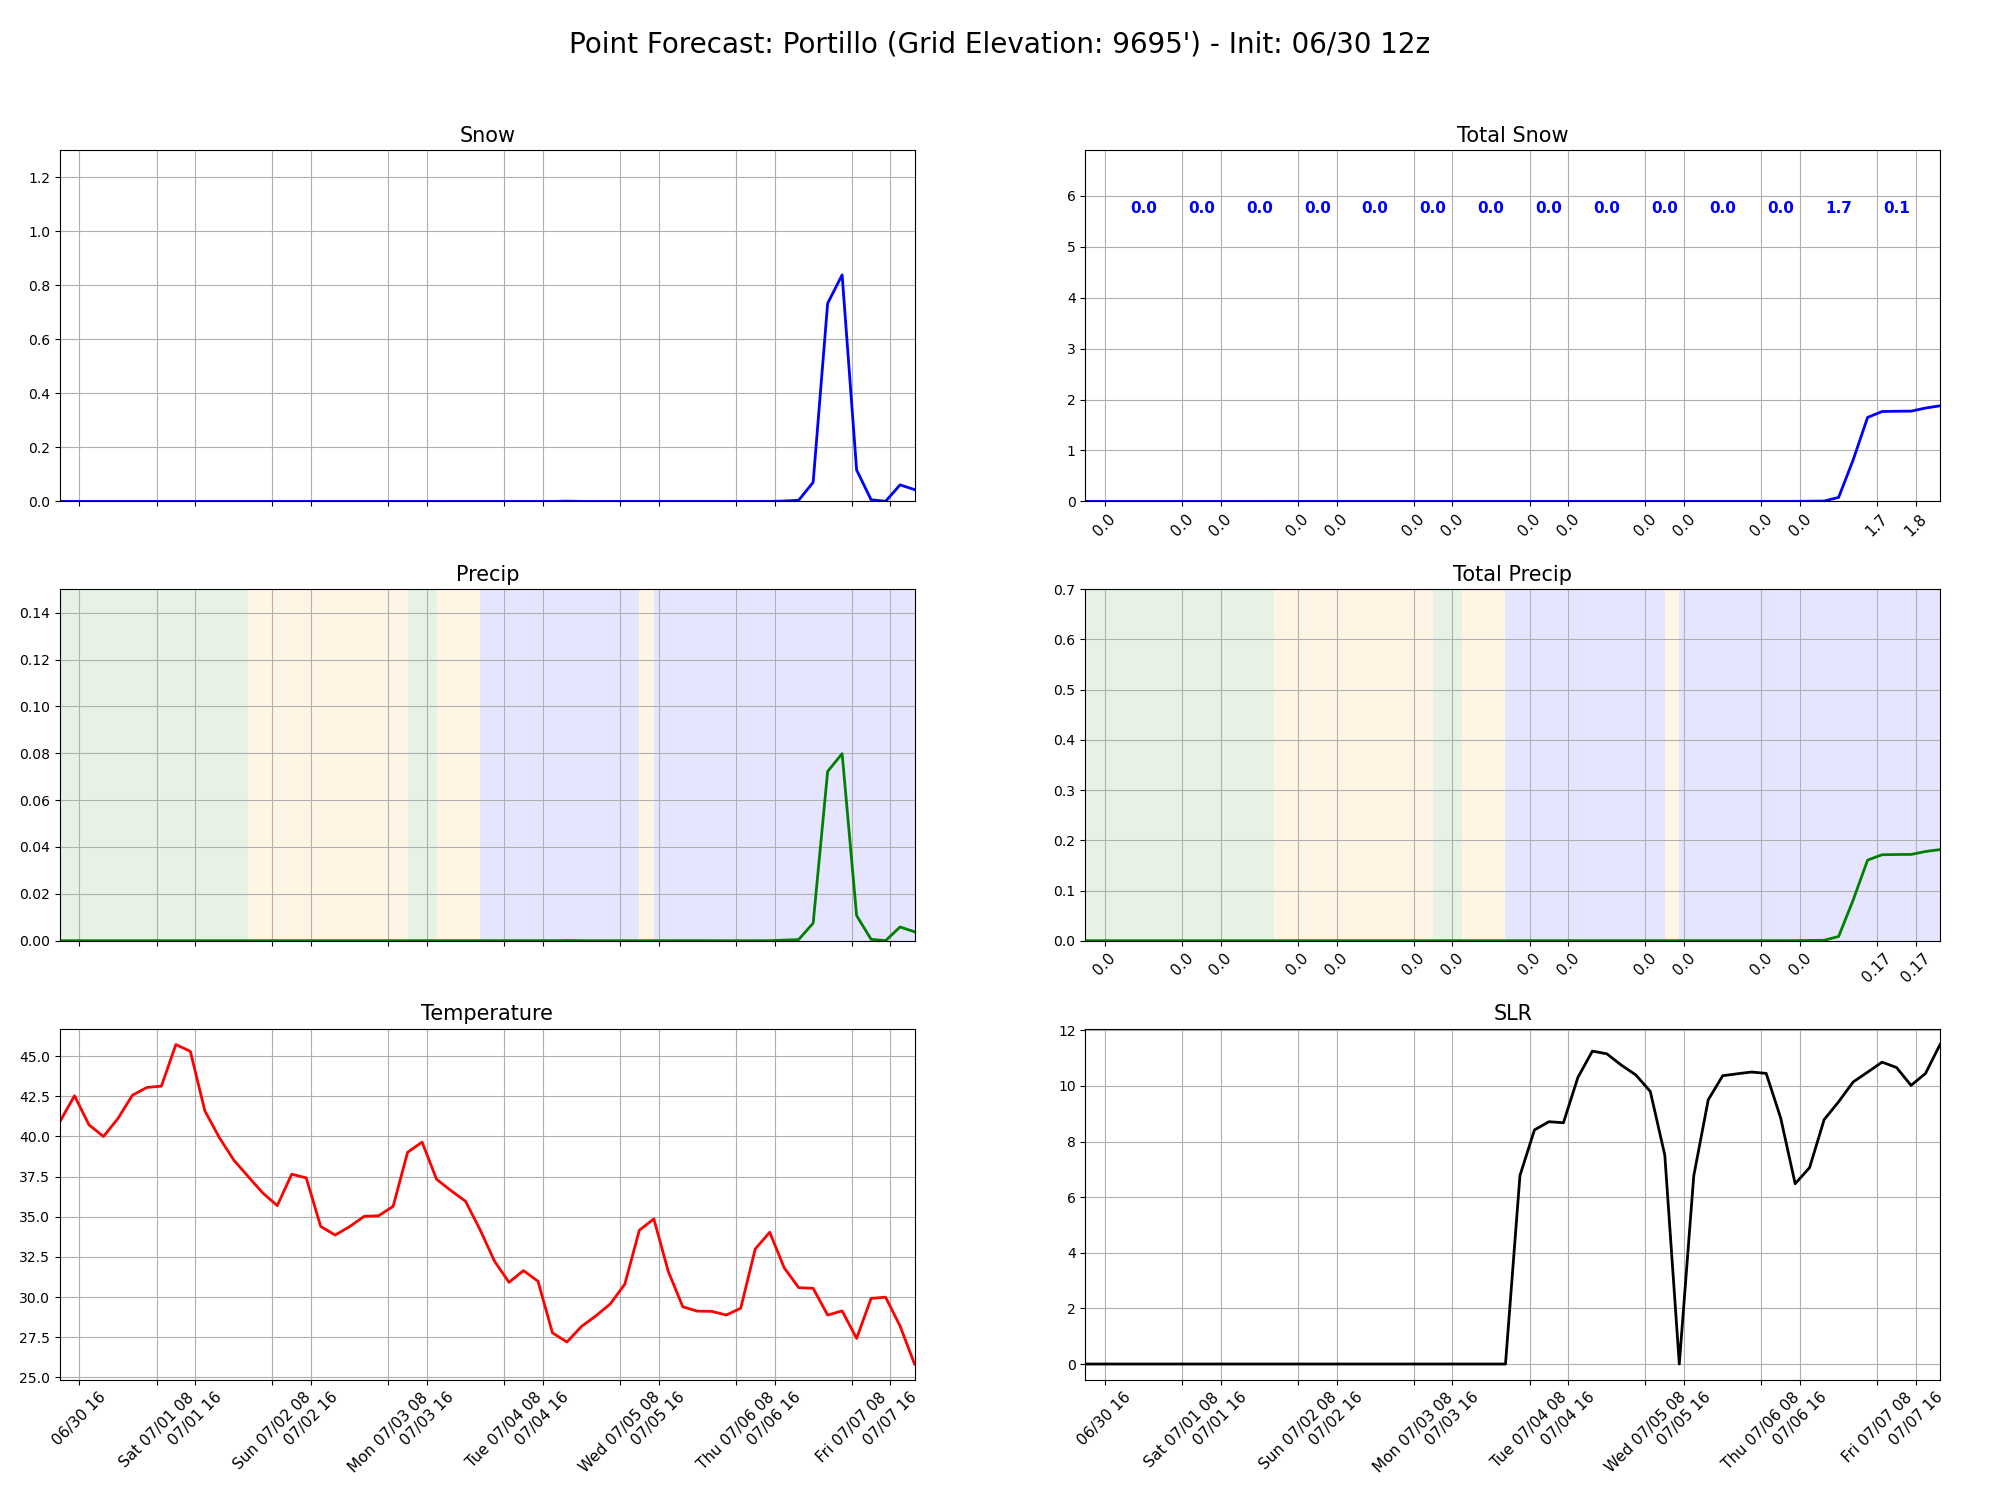 Point Forecast: Portillo (Grid Elevation: 9695') - Init: 06/30 12z
Snow
1.2
1.0
0.8
0.6
0.4
0.2
0.0
Total Snow
6
5
4
3
2
1
0
0.0 0.0 0.0 0.0 0.0 0.0 0.0 0.0 0.0 0.0 0.0 0.0 1.7 0.1
0.0 0.0 0.0 0.0 0.0 0.0 0.0 0.0 0.0 0.0 0.0 0.0 0.0 1.7 1.8
Precip
0.14
0.12
0.10
0.08
0.06
0.04
0.02
0.00
Total Precip
0.7
0.6
0.5
0.4
0.3
0.2
0.1
0.0
0.0 0.0 0.0 0.0 0.0 0.0 0.0 0.0 0.0 0.0 0.0 0.0 0.0 0.17 0.17
Temperature
45.0
42.5
40.0
37.5
35.0
32.5
30.0
27.5
25.0
06/30 16
Sat 07/01 08
07/01 16
Sun 07/02 08
07/02 16
Mon 07/03 08
07/03 16
Tue 07/04 08
07/04 16
Wed 07/05 08
07/05 16
Thu 07/06 08
07/06 16
Fri 07/07 08
07/07 16
SLR
12
10
8
6
4
2
0
06/30 16
Sat 07/01 08
07/01 16
Sun 07/02 08
07/02 16
Mon 07/03 08
07/03 16
Tue 07/04 08
07/04 16
Wed 07/05 08
07/05 16
Thu 07/06 08
07/06 16
Fri 07/07 08
07/07 16